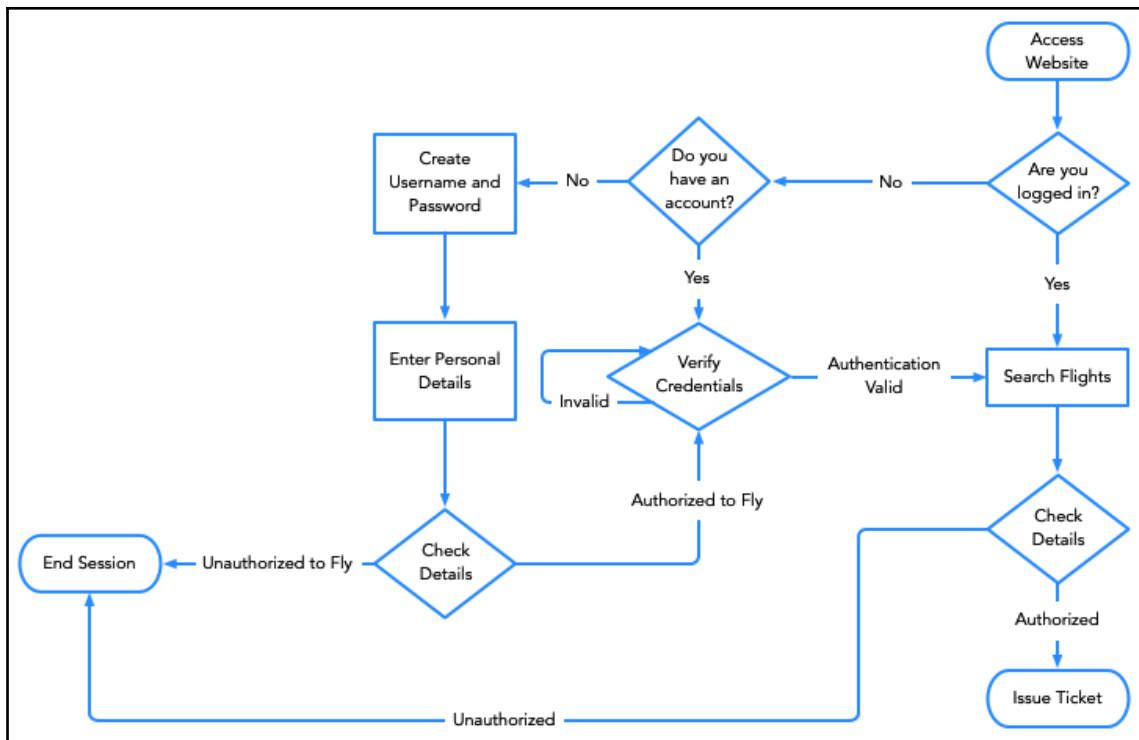 Access
Website
Are you
logged in?
No
Do you
have an
account?
No
Create
Username and
Password
Yes
Yes
Enter Personal
Details
Verify
Credentials
Invalid
Authentication
Valid
Search Flights
Authorized to Fly
Check
Details
Unauthorized to Fly
End Session
Check
Details
Authorized
Issue Ticket
Unauthorized